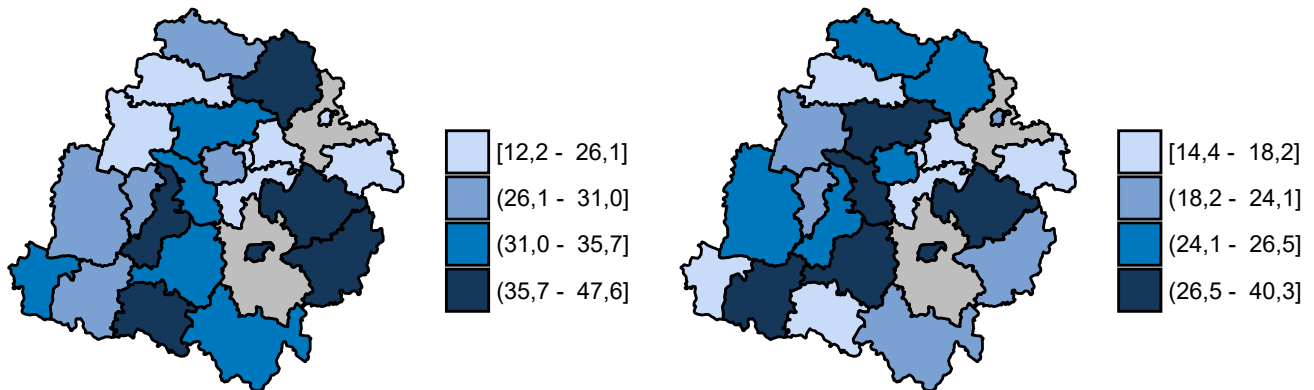 [12,2 - 26,1]
(26,1 - 31,0]
(31,0 - 35,7]
(35,7 - 47,6]
[14,4 - 18,2]
(18,2 - 24,1]
(24,1 - 26,5]
(26,5 - 40,3]